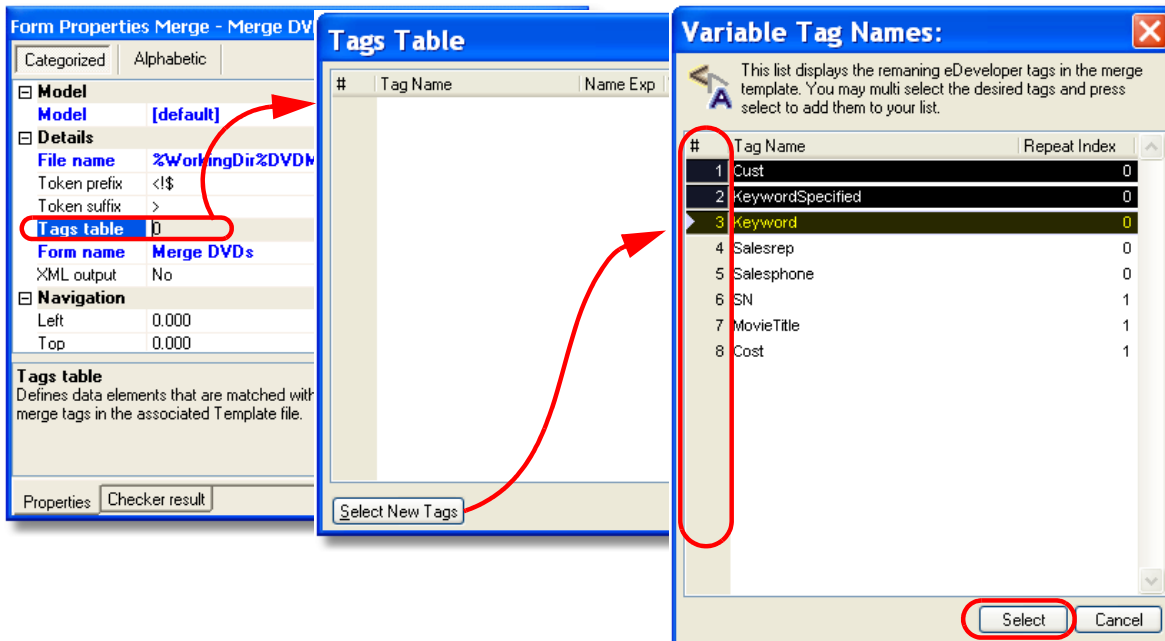 Form Properties Merge - Merge DV
Categorized
Alphabetic
Model
Model [default]
Details
File name %WorkingDir%DVDM
Token prefix <!$
Token suffix >
Tags table 0
Form name Merge DVDs
XML output No
Navigation
Left 0.000
Top 0.000
Tags table
Defines data elements that are matched with
merge tags in the associated Template file.
Properties
Checker result
Tags Table
# Tag Name Name Exp
Select New Tags
Variable Tag Names:
This list displays the remaning eDeveloper tags in the merge
template. You may multi select the desired tags and press
select to add them to your list.
# Tag Name Repeat Index
1 Cust 0
2 KeywordSpecified 0
3 Keyword 0
4 Salesrep 0
5 Salesphone 0
6 SN 1
7 MovieTitle 1
8 Cost 1
Select
Cancel